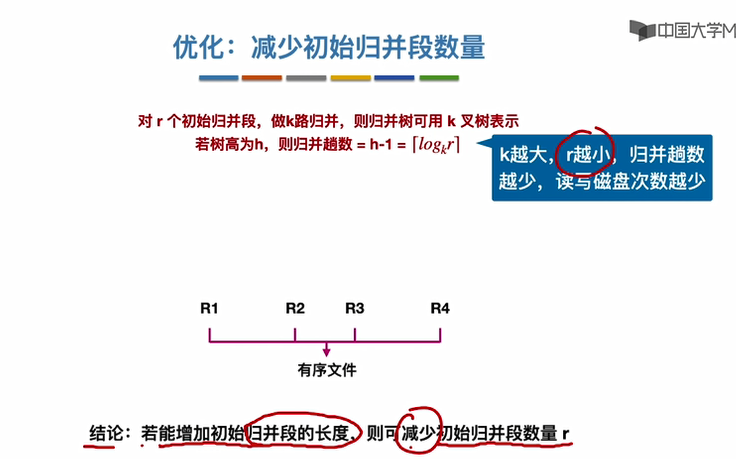 中国大学M
优化：减少初始归并段数量
对 r 个初始归并段，做k路归并，则归并树可用 k 叉树表示
若树高为h，则归并趟数 = h-1 = ⌈logₖr⌉
k越大，r越小，归并趟数
越少，读写磁盘次数越少
R1 R2 R3 R4
有序文件
结论：若能增加初始归并段的长度，则可减少初始归并段数量 r